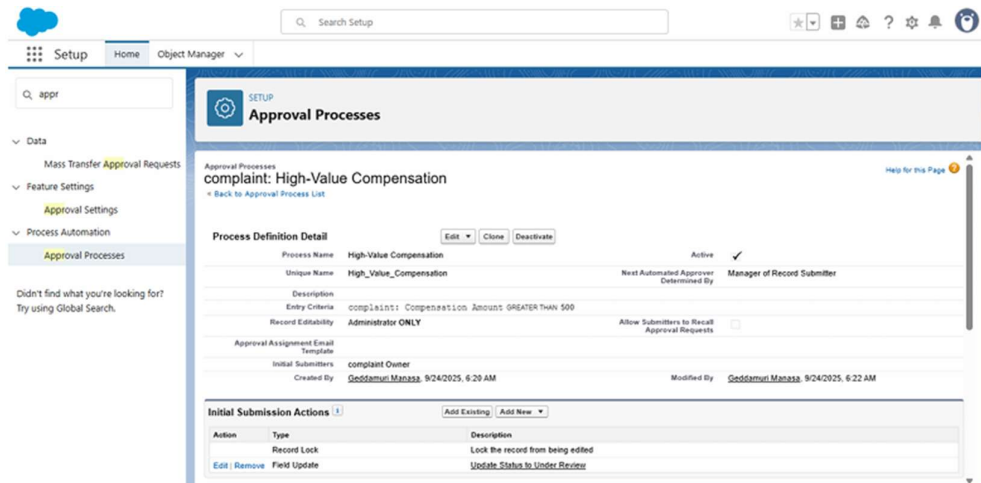 Search Setup
Setup
Home
Object Manager
appr
Data
Mass Transfer Approval Requests
Feature Settings
Approval Settings
Process Automation
Approval Processes
Didn't find what you're looking for?
Try using Global Search.
SETUP
Approval Processes
Approval Processes
complaint: High-Value Compensation
Help for this Page
« Back to Approval Process List
Process Definition Detail
Edit
Clone
Deactivate
Process Name High-Value Compensation Active
Unique Name High_Value_Compensation Next Automated Approver Determined By Manager of Record Submitter
Description
Entry Criteria complaint: Compensation Amount GREATER THAN 500
Record Editability Administrator ONLY Allow Submitters to Recall Approval Requests
Approval Assignment Email Template
Initial Submitters complaint Owner
Created By Geddamuri Manasa, 9/24/2025, 6:20 AM Modified By Geddamuri Manasa, 9/24/2025, 6:22 AM
Initial Submission Actions i
Add Existing
Add New
Action Type Description
Record Lock Lock the record from being edited
Edit | Remove Field Update Update Status to Under Review